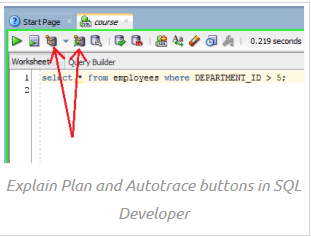 Start Page course
0.219 seconds
Worksheet Query Builder
1 select * from employees where DEPARTMENT_ID > 5;
2
Explain Plan and Autotrace buttons in SQL
Developer